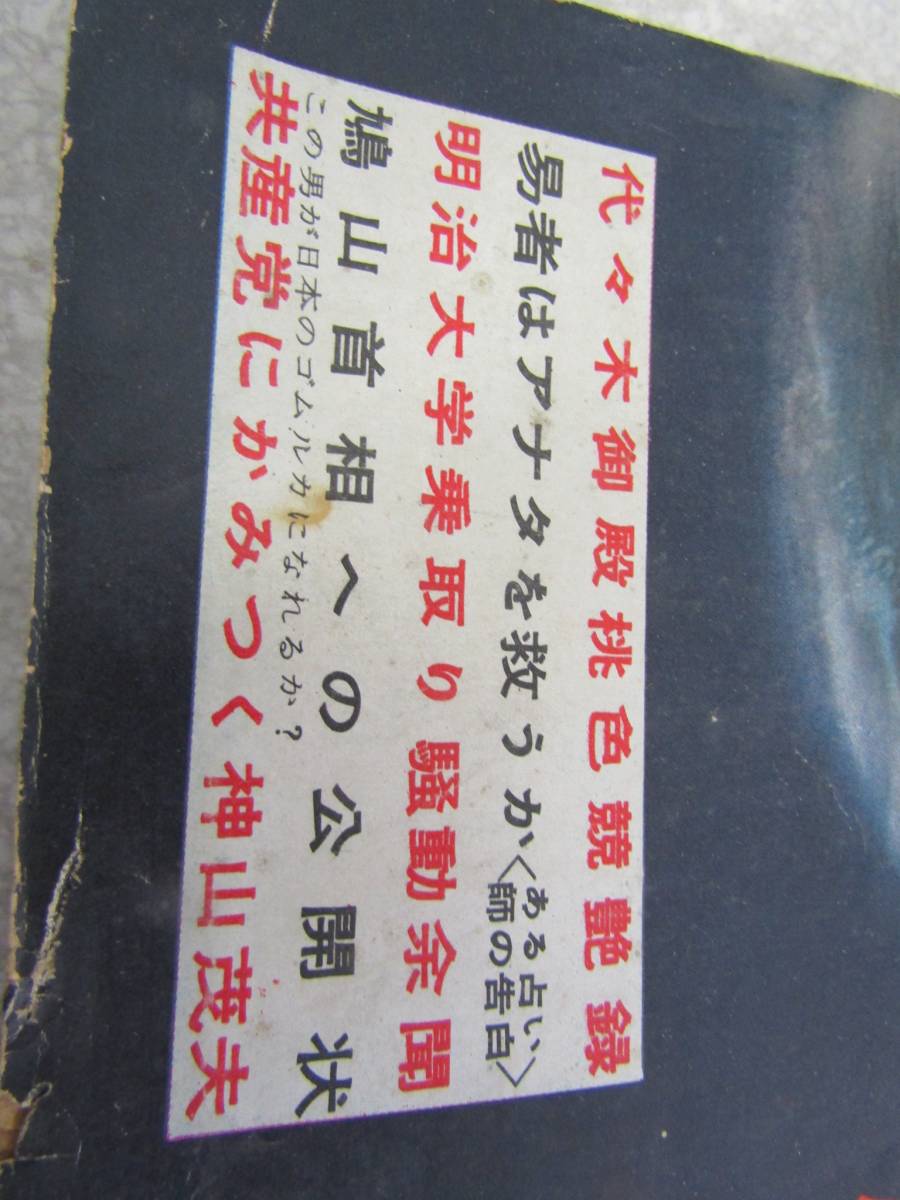 代々木御殿桃色競艶録
易者はアナタを救うか〈ある占い師の告白〉
明治大学乗取り騒動余聞
鳩山首相への公開状
この男が日本のゴムルカになれるか?
共産党にかみつく神山茂夫